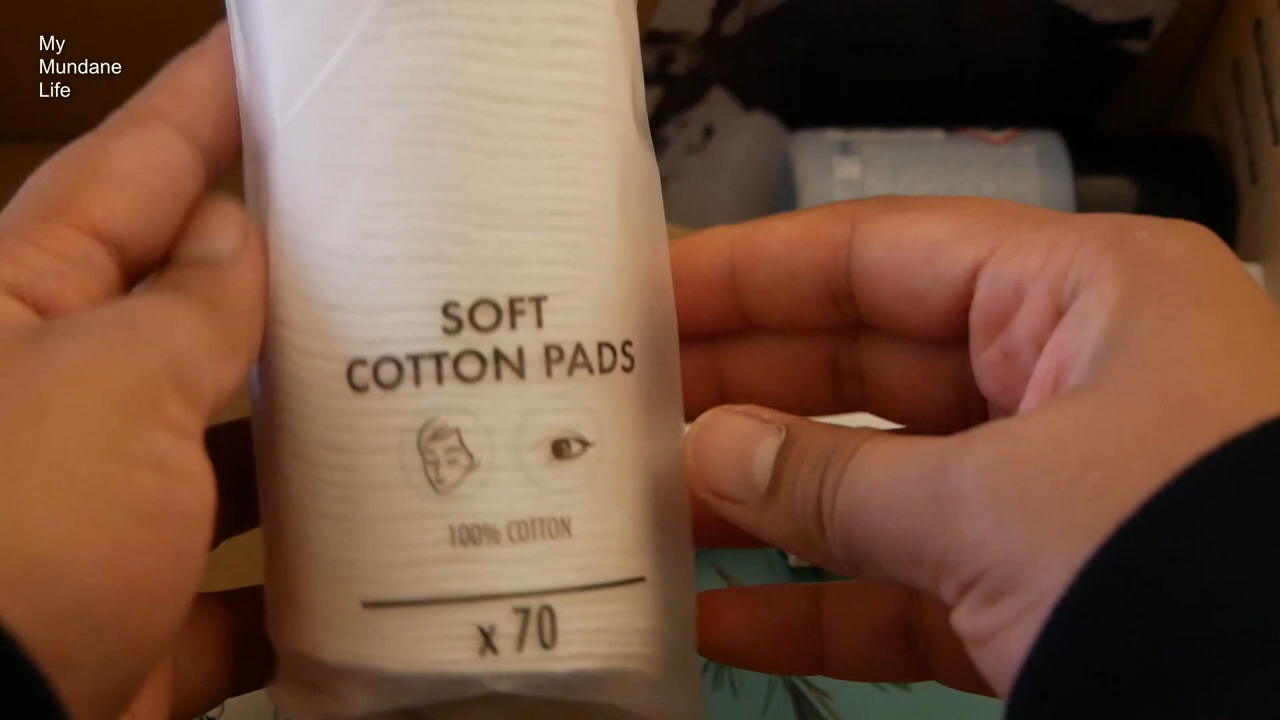 My
Mundane
Life
SOFT
COTTON PADS
100% COTTON
x 70